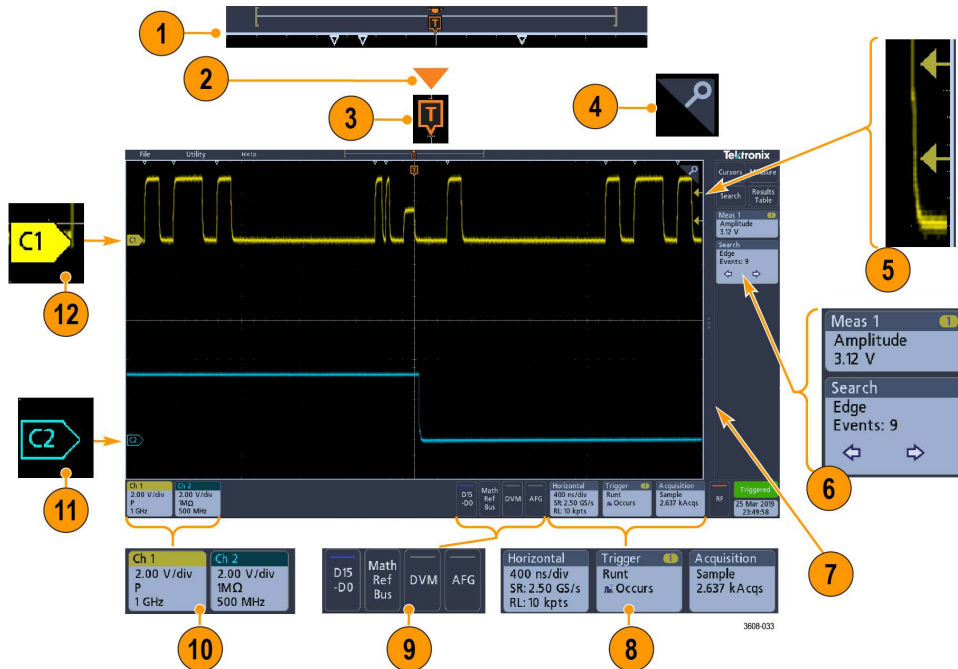 1
T
2
3
T
4
5
File Utility Help
Tektronix
T
Cursors Measure
Search Results Table
Meas 1 1
Amplitude
3.12 V
Search
Edge
Events: 9
C1
C1
12
Meas 1 1
Amplitude
3.12 V
Search
Edge
Events: 9
6
C2
C2
11
Ch 1
2.00 V/div
P
1 GHz
Ch 2
2.00 V/div
1MΩ
500 MHz
D15
-D0
Math
Ref
Bus
DVM
AFG
Horizontal
400 ns/div
SR: 2.50 GS/s
RL: 10 kpts
Trigger 1
Runt
Occurs
Acquisition
Sample
2.637 kAcqs
RF
Triggered
25 Mar 2019
23:49:58
7
Ch 1
2.00 V/div
P
1 GHz
Ch 2
2.00 V/div
1MΩ
500 MHz
10
D15
-D0
Math
Ref
Bus
DVM
AFG
9
Horizontal
400 ns/div
SR: 2.50 GS/s
RL: 10 kpts
Trigger 1
Runt
Occurs
Acquisition
Sample
2.637 kAcqs
8
3608-033